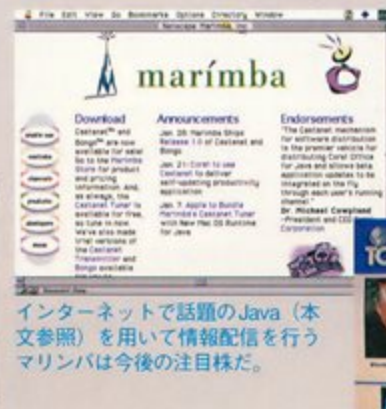 File Edit View Go Bookmarks Options Directory Window
marímba
Download
Castanet™ and
Bongo™ are now
available for sale!
Go to the Marimba
Store for product
and pricing
information. And,
as always, the
Castanet Tuner is
available for free,
so tune in now.
We've also made
trial versions of
the Castanet
Transmitter and
Bongo available
Announcements
Jan. 28: Marimba Ships
Release 1.0 of Castanet and
Bongo
Jan. 21: Corel to use
Castanet to deliver
self-updating productivity
application
Jan. 7: Apple to Bundle
Marimba's Castanet Tuner
with New Mac OS Runtime
for Java
Endorsements
"The Castanet mechanism
for software distribution
is the premier vehicle for
distributing Corel Office
for Java and allows beta
application updates to be
integrated on the fly
through each user's running
channel."
Dr. Michael Cowpland
-President and CEO
Corporation
インターネットで話題のJava（本
文参照）を用いて情報配信を行う
マリンバは今後の注目株だ。